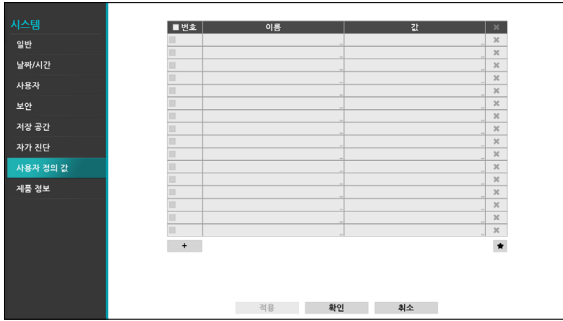 시스템
일반
날짜/시간
사용자
보안
저장 공간
자가 진단
사용자 정의 값
제품 정보
번호 이름 값
+
적용 확인 취소